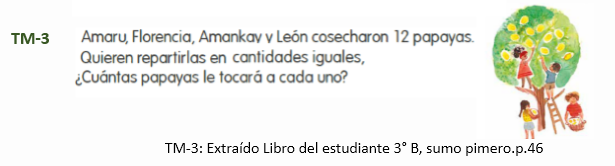 TM-3
Amaru, Florencia, Amankay y León cosecharon 12 papayas.
Quieren repartirlas en cantidades iguales,
¿Cuántas papayas le tocará a cada uno?
TM-3: Extraído Libro del estudiante 3° B, sumo pimero.p.46